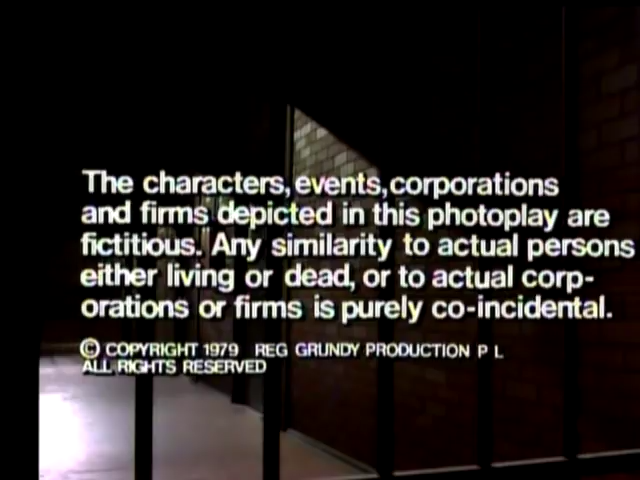 The characters, events, corporations
and firms depicted in this photoplay are
fictitious. Any similarity to actual persons
either living or dead, or to actual corp-
orations or firms is purely co-incidental.
© COPYRIGHT 1979 REG GRUNDY PRODUCTION P L
ALL RIGHTS RESERVED